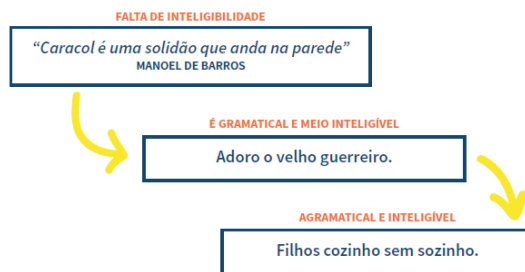 FALTA DE INTELIGIBILIDADE
“Caracol é uma solidão que anda na parede”
MANOEL DE BARROS
É GRAMATICAL E MEIO INTELIGÍVEL
Adoro o velho guerreiro.
AGRAMATICAL E INTELIGÍVEL
Filhos cozinho sem sozinho.